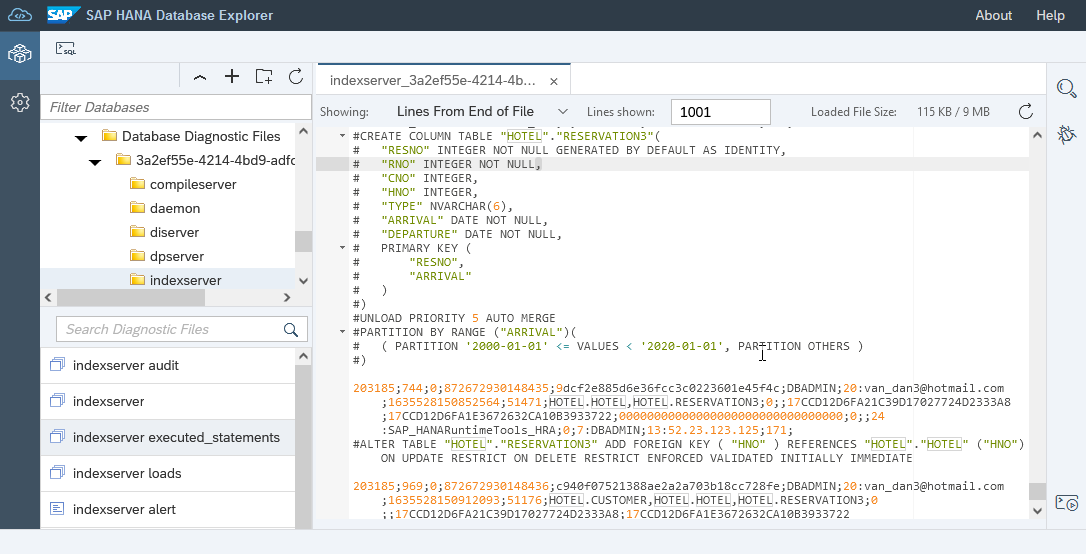 SAP SAP HANA Database Explorer About Help
SQL
Filter Databases
Database Diagnostic Files
3a2ef55e-4214-4bd9-adfc
compileserver
daemon
diserver
dpserver
indexserver
Search Diagnostic Files
indexserver audit
indexserver
indexserver executed_statements
indexserver loads
indexserver alert
indexserver_3a2ef55e-4214-4b... ×
Showing: Lines From End of File Lines shown: 1001 Loaded File Size: 115 KB / 9 MB
#CREATE COLUMN TABLE "HOTEL"."RESERVATION3"(
# "RESNO" INTEGER NOT NULL GENERATED BY DEFAULT AS IDENTITY,
# "RNO" INTEGER NOT NULL,
# "CNO" INTEGER,
# "HNO" INTEGER,
# "TYPE" NVARCHAR(6),
# "ARRIVAL" DATE NOT NULL,
# "DEPARTURE" DATE NOT NULL,
# PRIMARY KEY (
# "RESNO",
# "ARRIVAL"
# )
#)
#UNLOAD PRIORITY 5 AUTO MERGE
#PARTITION BY RANGE ("ARRIVAL")(
# ( PARTITION '2000-01-01' <= VALUES < '2020-01-01', PARTITION OTHERS )
#)
203185;744;0;872672930148435;9dcf2e885d6e36fcc3c0223601e45f4c;DBADMIN;20:van_dan3@hotmail.com
;1635528150852564;51471;HOTEL.HOTEL,HOTEL.RESERVATION3;0;;17CCD12D6FA21C39D17027724D2333A8
;17CCD12D6FA1E3672632CA10B3933722;00000000000000000000000000000000;0;;24
:SAP_HANARuntimeTools_HRA;0;7:DBADMIN;13:52.23.123.125;171;
#ALTER TABLE "HOTEL"."RESERVATION3" ADD FOREIGN KEY ( "HNO" ) REFERENCES "HOTEL"."HOTEL" ("HNO")
ON UPDATE RESTRICT ON DELETE RESTRICT ENFORCED VALIDATED INITIALLY IMMEDIATE
203185;969;0;872672930148436;c940f07521388ae2a2a703b18cc728fe;DBADMIN;20:van_dan3@hotmail.com
;1635528150912093;51176;HOTEL.CUSTOMER,HOTEL.HOTEL,HOTEL.RESERVATION3;0
;;17CCD12D6FA21C39D17027724D2333A8;17CCD12D6FA1E3672632CA10B3933722